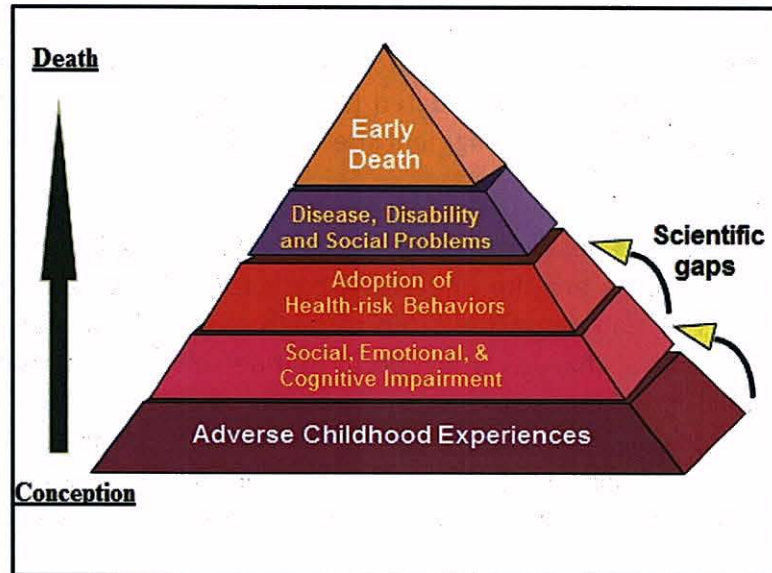 Death
Early
Death
Disease, Disability
and Social Problems
Scientific
gaps
Adoption of
Health-risk Behaviors
Social, Emotional, &
Cognitive Impairment
Adverse Childhood Experiences
Conception